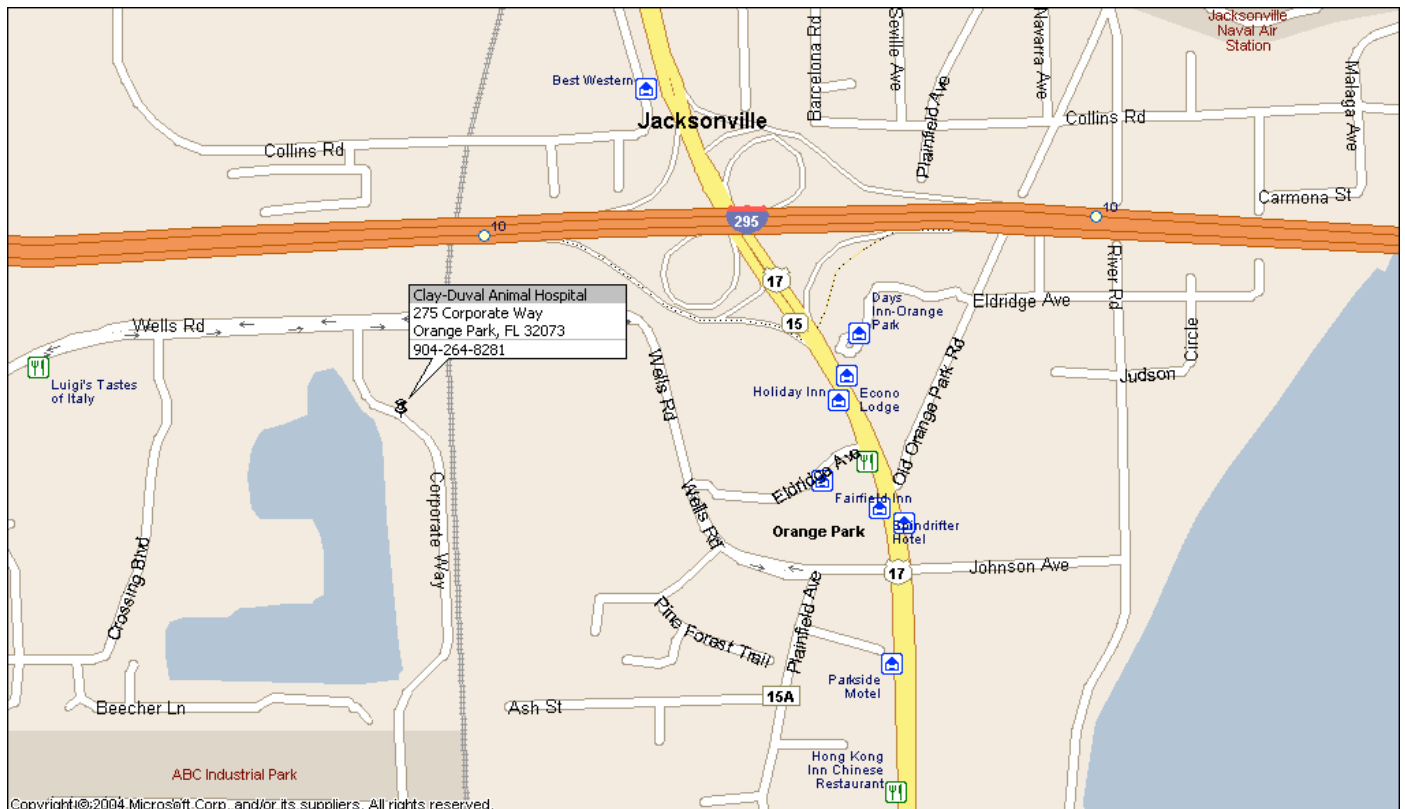 Jacksonville
Naval Air
Station
Barcelona Rd
Seville Ave
Navarra Ave
Plainfield Ave
Malaga Ave
Best Western
Jacksonville
Collins Rd
Collins Rd
Carmona St
10
295
10
River Rd
17
15
Days
Inn-Orange
Park
Eldridge Ave
Circle
Judson
Clay-Duval Animal Hospital
275 Corporate Way
Orange Park, FL 32073
904-264-8281
Wells Rd
Wells Rd
Luigi's Tastes
of Italy
Holiday Inn
Econo
Lodge
Old Orange Park Rd
Eldridge Ave
Fairfield Inn
Wells Rd
Orange Park
Spindrifter
Hotel
Corporate Way
Crossing Blvd
17
Johnson Ave
Plainfield Ave
Pine Forest Trail
Parkside
Motel
15A
Ash St
Beecher Ln
Hong Kong
Inn Chinese
Restaurant
ABC Industrial Park
Copyright © 2004 Microsoft Corp. and/or its suppliers. All rights reserved.